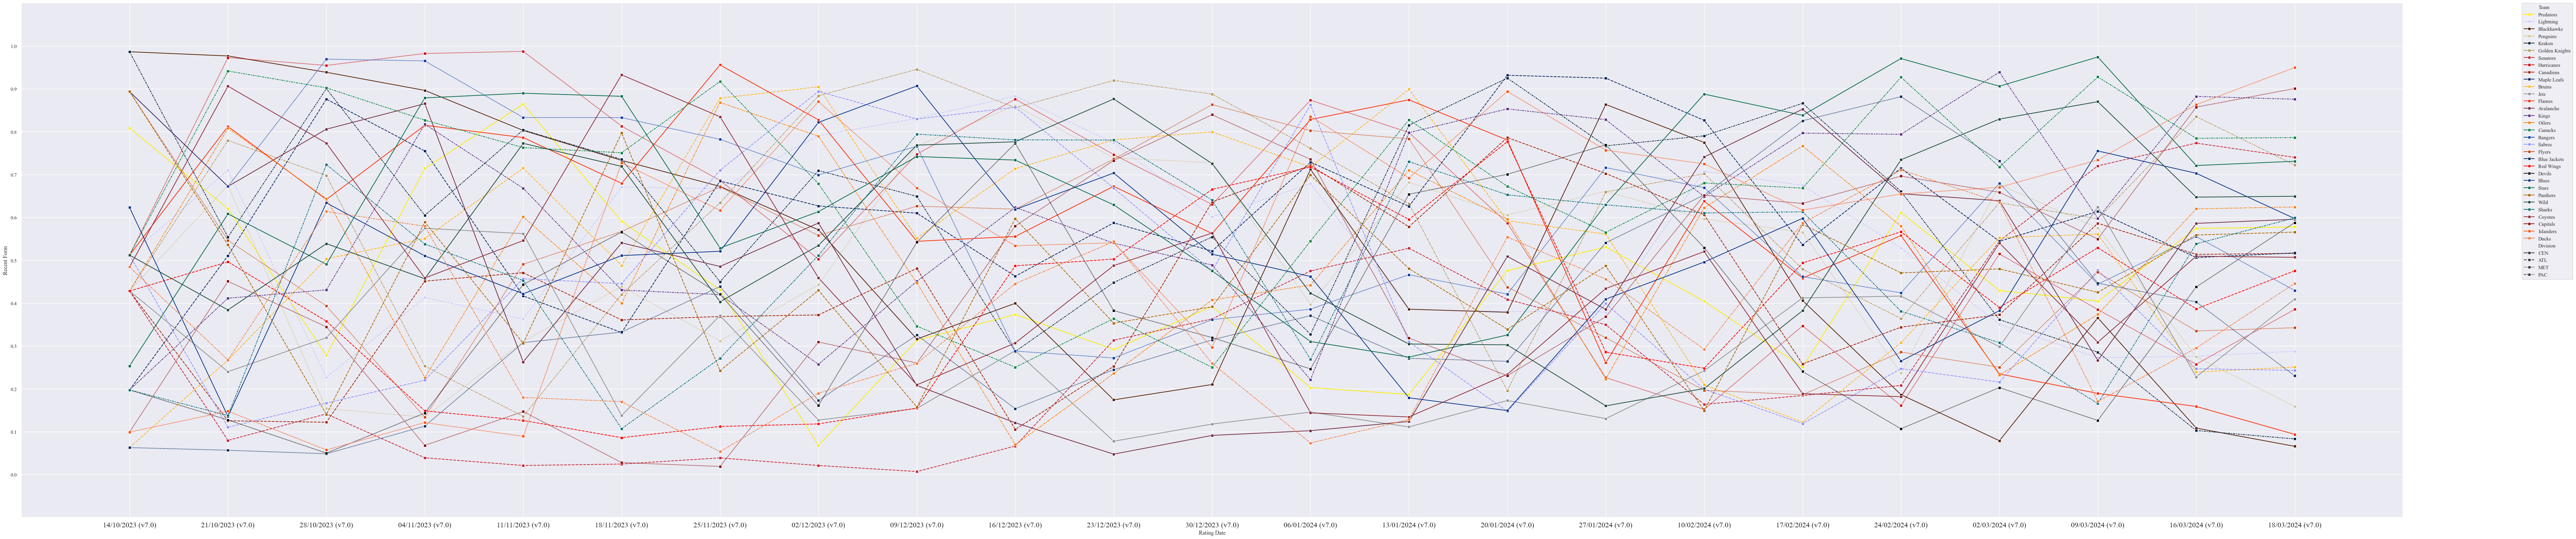 Team
Predators
Lightning
Blackhawks
Penguins
Kraken
Golden Knights
Senators
Hurricanes
Canadiens
Maple Leafs
Bruins
Jets
Flames
Avalanche
Kings
Oilers
Canucks
Rangers
Sabres
Flyers
Blue Jackets
Red Wings
Devils
Blues
Stars
Panthers
Wild
Sharks
Coyotes
Capitals
Islanders
Ducks
Division
CEN
ATL
MET
PAC
1.0
0.9
0.8
0.7
0.6
0.5
0.4
0.3
0.2
0.1
0.0
Recent Form
14/10/2023 (v7.0) 21/10/2023 (v7.0) 28/10/2023 (v7.0) 04/11/2023 (v7.0) 11/11/2023 (v7.0) 18/11/2023 (v7.0) 25/11/2023 (v7.0) 02/12/2023 (v7.0) 09/12/2023 (v7.0) 16/12/2023 (v7.0) 23/12/2023 (v7.0) 30/12/2023 (v7.0) 06/01/2024 (v7.0) 13/01/2024 (v7.0) 20/01/2024 (v7.0) 27/01/2024 (v7.0) 10/02/2024 (v7.0) 17/02/2024 (v7.0) 24/02/2024 (v7.0) 02/03/2024 (v7.0) 09/03/2024 (v7.0) 16/03/2024 (v7.0) 18/03/2024 (v7.0)
Rating Date